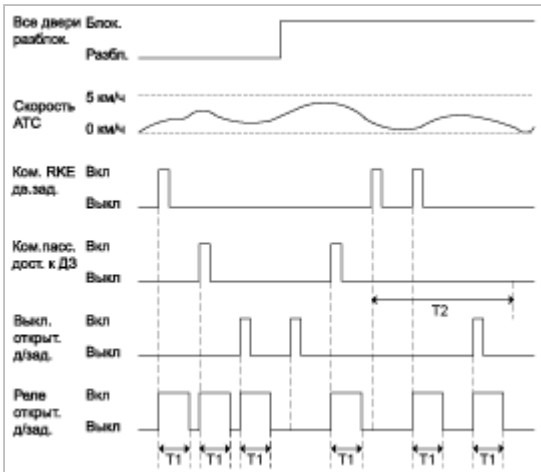 Все двери Блок.
разблок.
Разбл.
5 км/ч
Скорость
АТС
0 км/ч
Ком. RKE Вкл
да.зад.
Выкл
Ком.пасс. Вкл
дост. к ДЗ
Выкл
T2
Выкл. Вкл
открыт.
д/зад. Выкл
Реле Вкл
открыт.
д/зад. Выкл
T1 T1 T1 T1 T1 T1